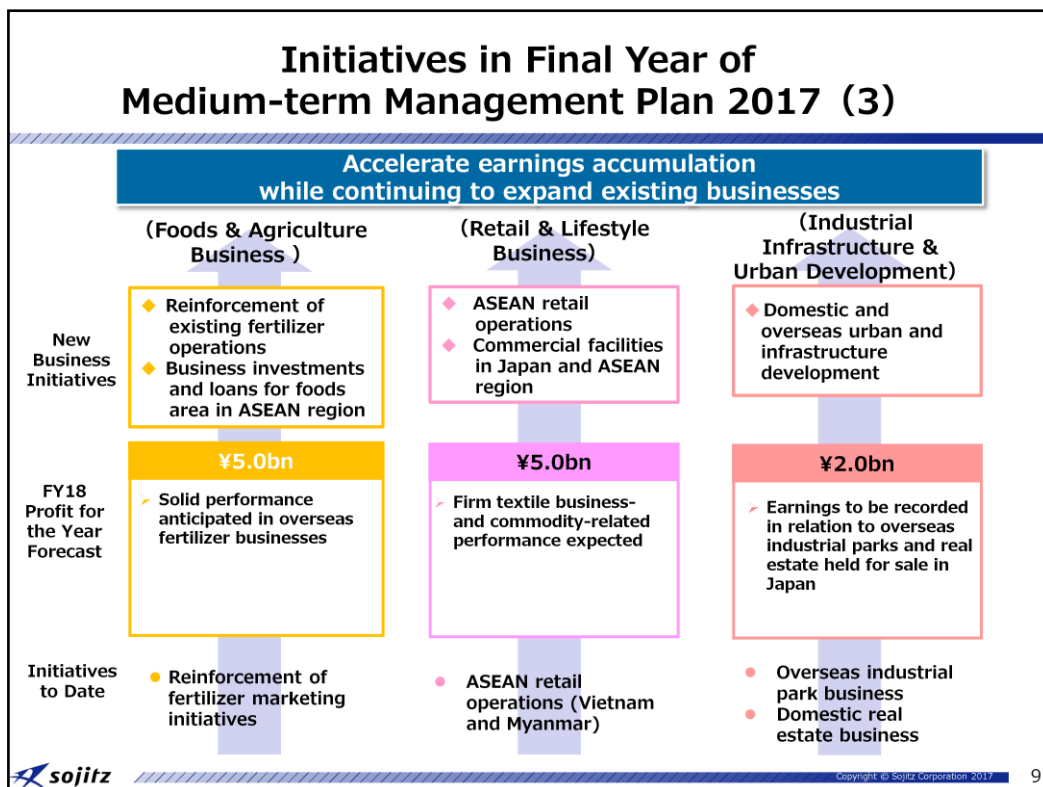 Initiatives in Final Year of
Medium-term Management Plan 2017（3）
Accelerate earnings accumulation
while continuing to expand existing businesses
（Foods & Agriculture
Business ）
（Retail & Lifestyle
Business）
（Industrial
Infrastructure &
Urban Development）
New
Business
Initiatives
◆ Reinforcement of
existing fertilizer
operations
◆ Business investments
and loans for foods
area in ASEAN region
◆ ASEAN retail
operations
◆ Commercial facilities
in Japan and ASEAN
region
◆ Domestic and
overseas urban and
infrastructure
development
FY18
Profit for
the Year
Forecast
¥5.0bn
➢ Solid performance
anticipated in overseas
fertilizer businesses
¥5.0bn
➢ Firm textile business-
and commodity-related
performance expected
¥2.0bn
➢ Earnings to be recorded
in relation to overseas
industrial parks and real
estate held for sale in
Japan
Initiatives
to Date
● Reinforcement of
fertilizer marketing
initiatives
● ASEAN retail
operations (Vietnam
and Myanmar)
● Overseas industrial
park business
● Domestic real
estate business
sojitz
Copyright © Sojitz Corporation 2017
9